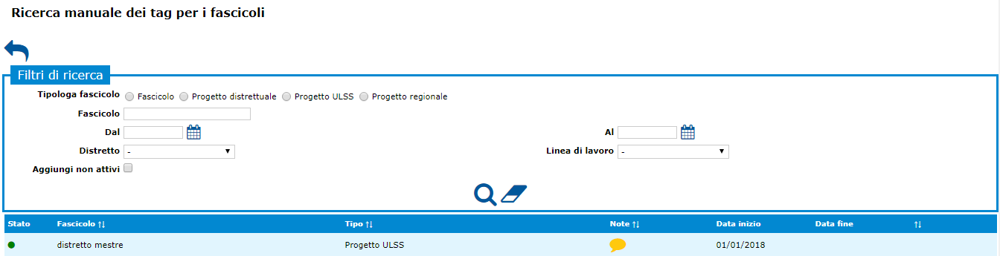 Ricerca manuale dei tag per i fascicoli
Filtri di ricerca
Tipologa fascicolo Fascicolo Progetto distrettuale Progetto ULSS Progetto regionale
Fascicolo
Dal Al
Distretto - Linea di lavoro -
Aggiungi non attivi
Stato Fascicolo Tipo Note Data inizio Data fine
distretto mestre Progetto ULSS 01/01/2018